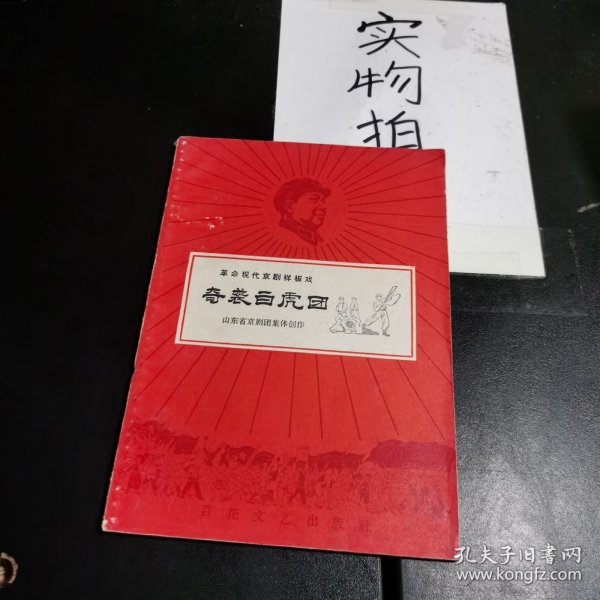 实物拍
革命现代京剧样板戏
奇袭白虎团
山东省京剧团集体创作
百花文艺出版社
孔夫子旧书网
www.kongfz.com